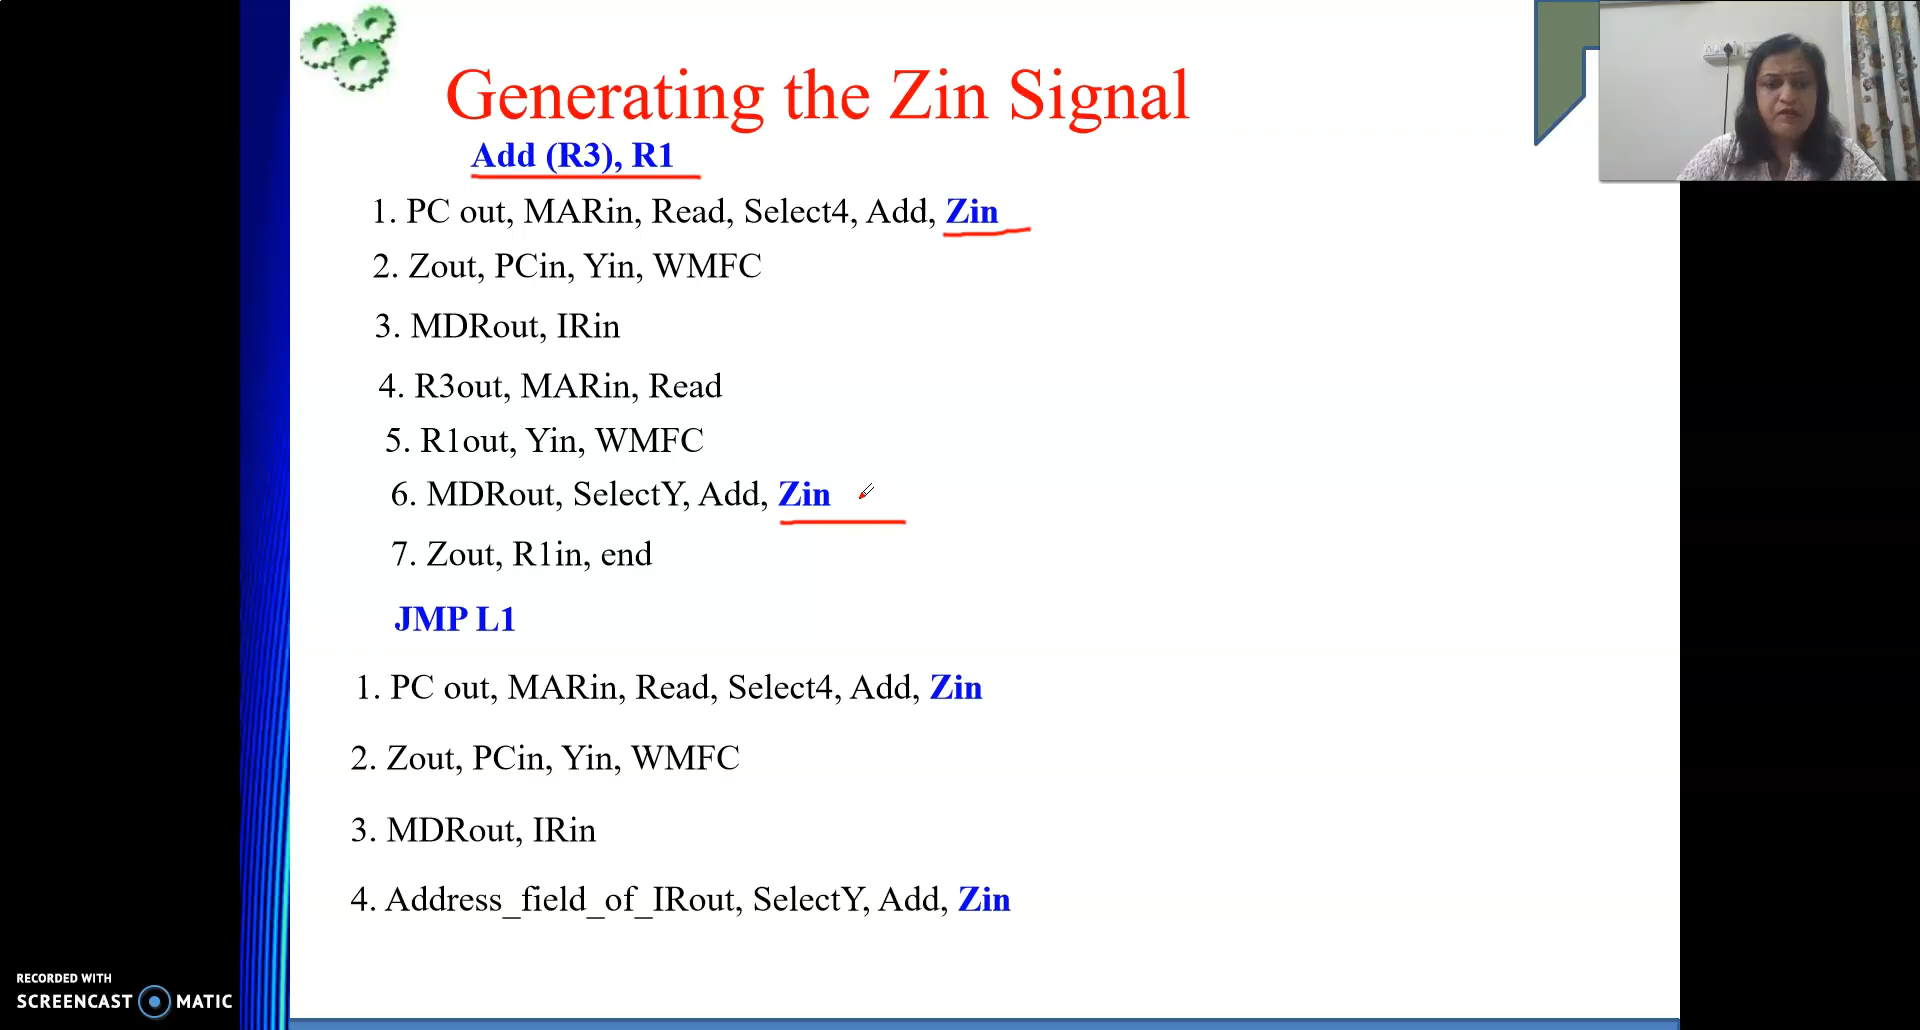 Generating the Zin Signal
Add (R3), R1
1. PC out, MARin, Read, Select4, Add, Zin
2. Zout, PCin, Yin, WMFC
3. MDRout, IRin
4. R3out, MARin, Read
5. R1out, Yin, WMFC
6. MDRout, SelectY, Add, Zin
7. Zout, R1in, end
JMP L1
1. PC out, MARin, Read, Select4, Add, Zin
2. Zout, PCin, Yin, WMFC
3. MDRout, IRin
4. Address_field_of_IRout, SelectY, Add, Zin
RECORDED WITH
SCREENCAST MATIC